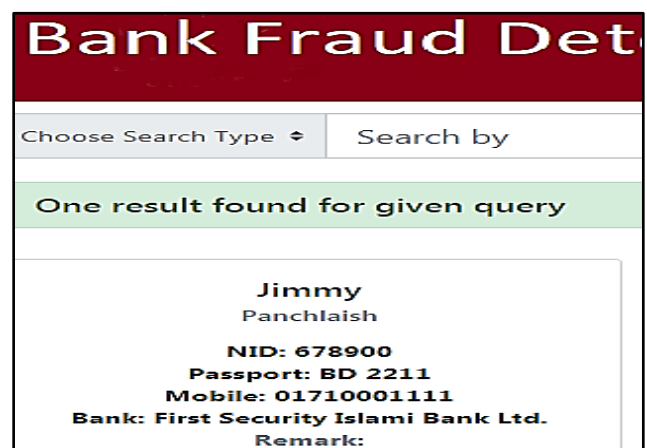 Bank Fraud Det
Choose Search Type Search by
One result found for given query
Jimmy
Panchlaish
NID: 678900
Passport: BD 2211
Mobile: 01710001111
Bank: First Security Islami Bank Ltd.
Remark: